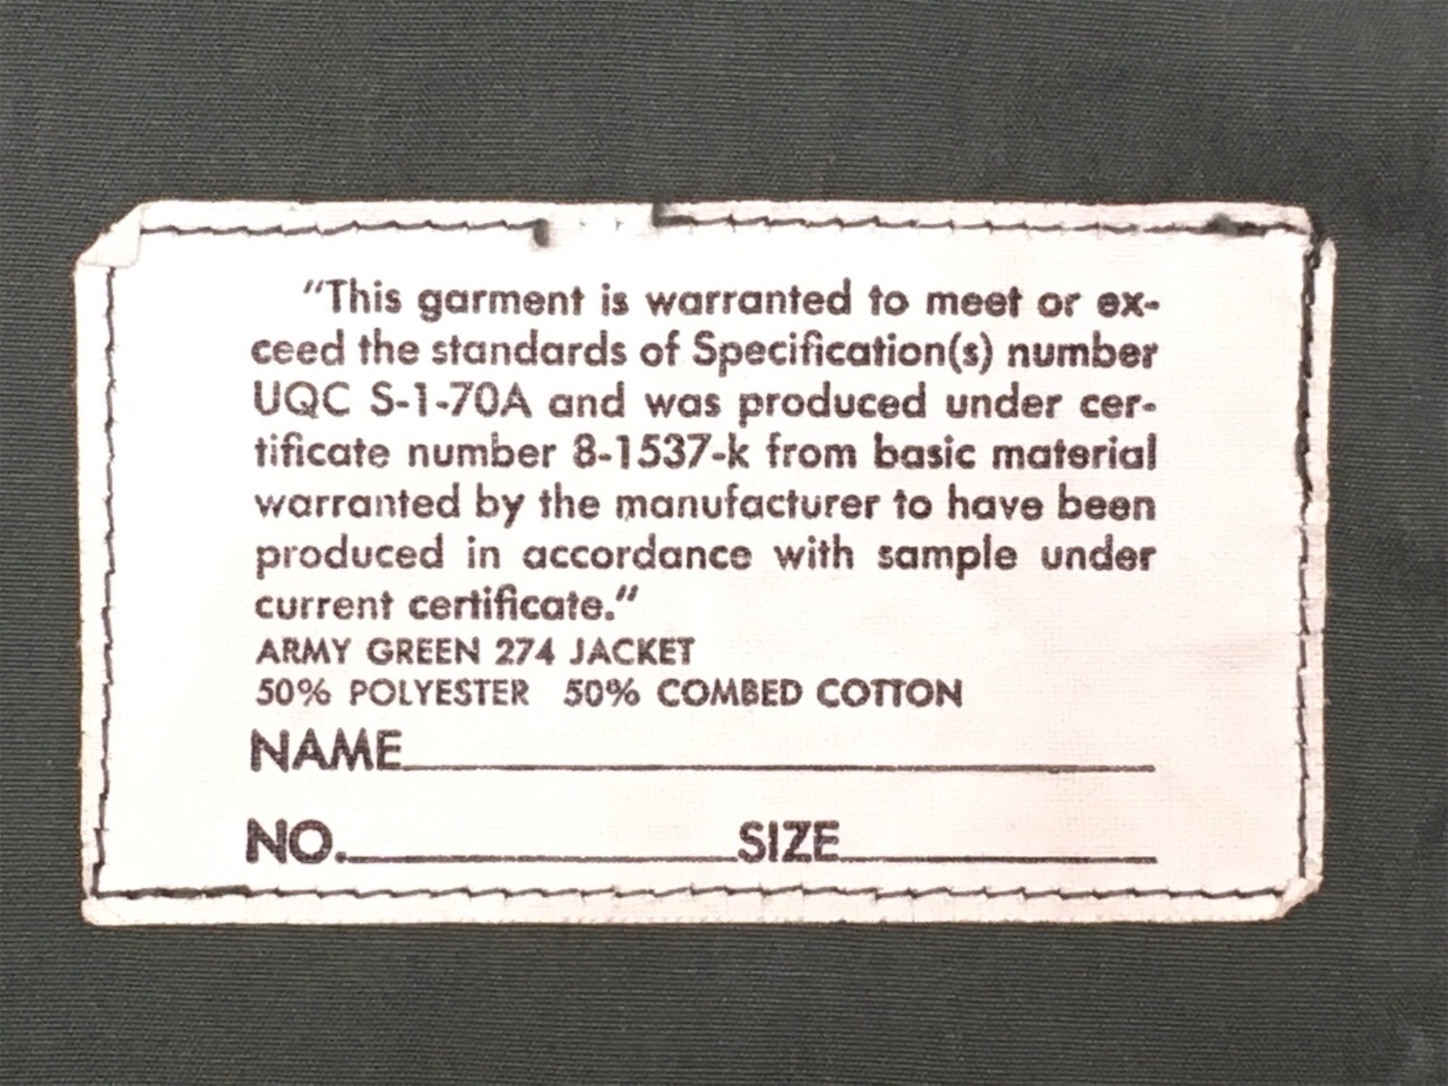 "This garment is warranted to meet or ex-
ceed the standards of Specification(s) number
UQC S-1-70A and was produced under cer-
tificate number 8-1537-k from basic material
warranted by the manufacturer to have been
produced in accordance with sample under
current certificate."
ARMY GREEN 274 JACKET
50% POLYESTER 50% COMBED COTTON
NAME
NO. SIZE